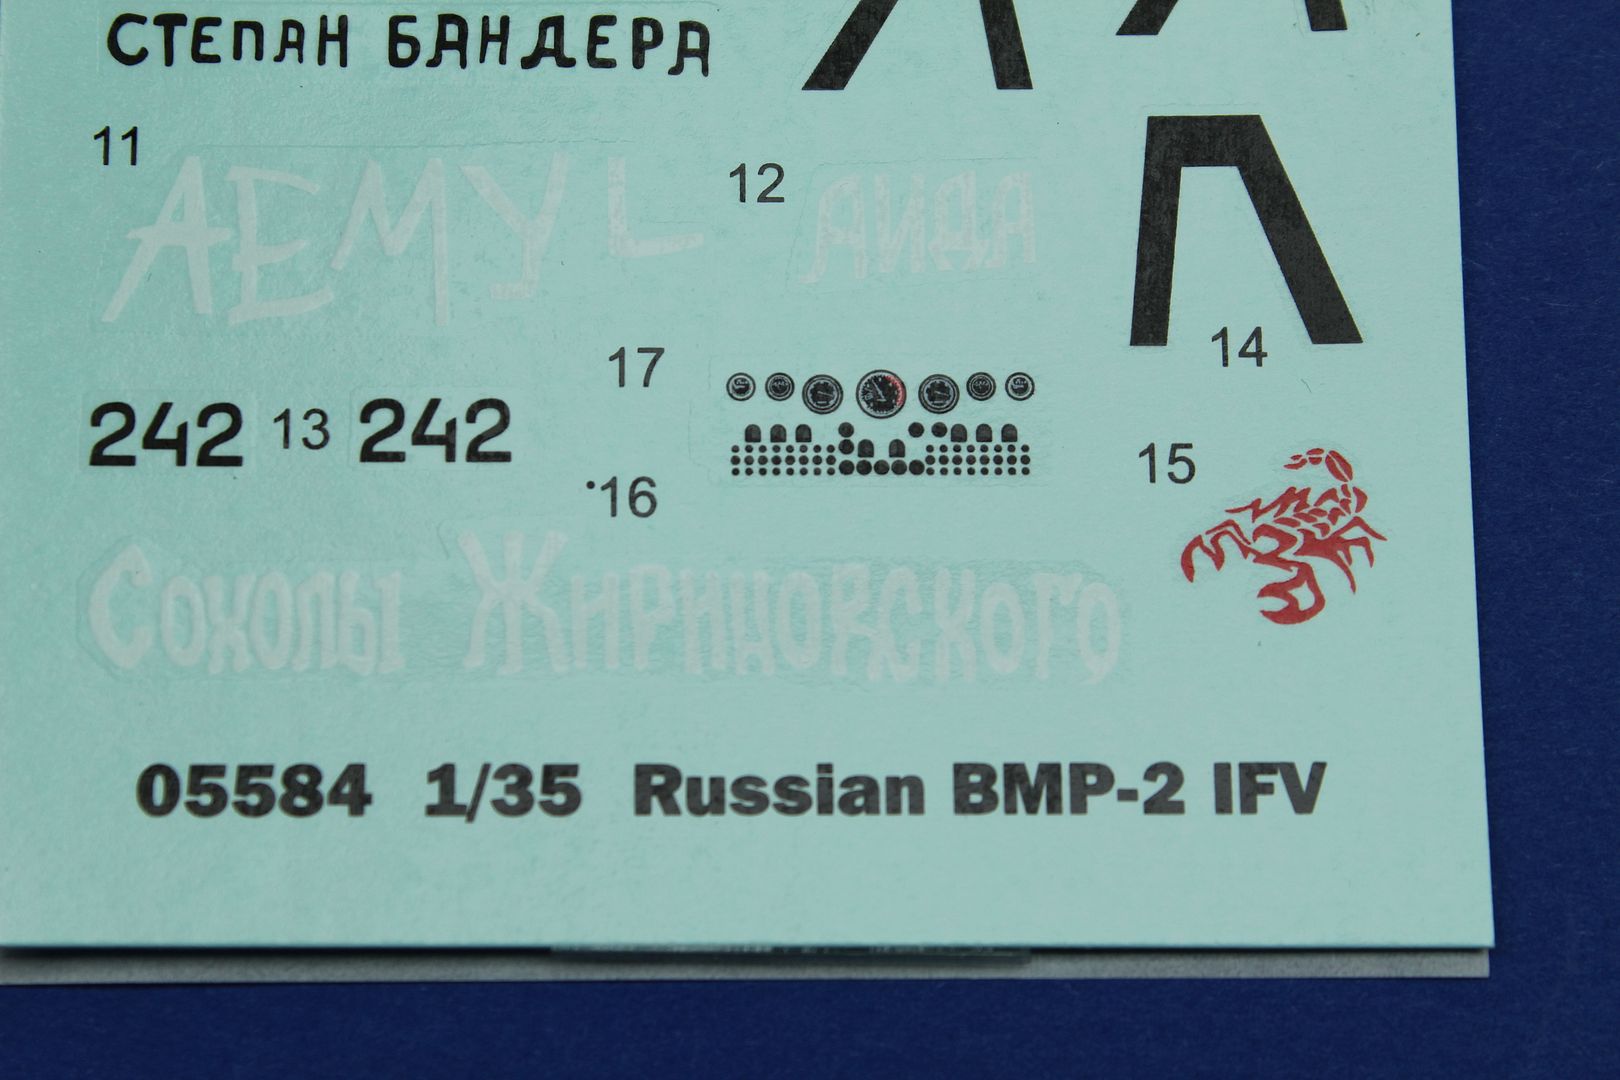 СТЕПАН БАНДЕРА
11
АЕМУL
12
АИДА
14
17
242 13 242
15
16
Соколы Жириновского
05584 1/35 Russian BMP-2 IFV